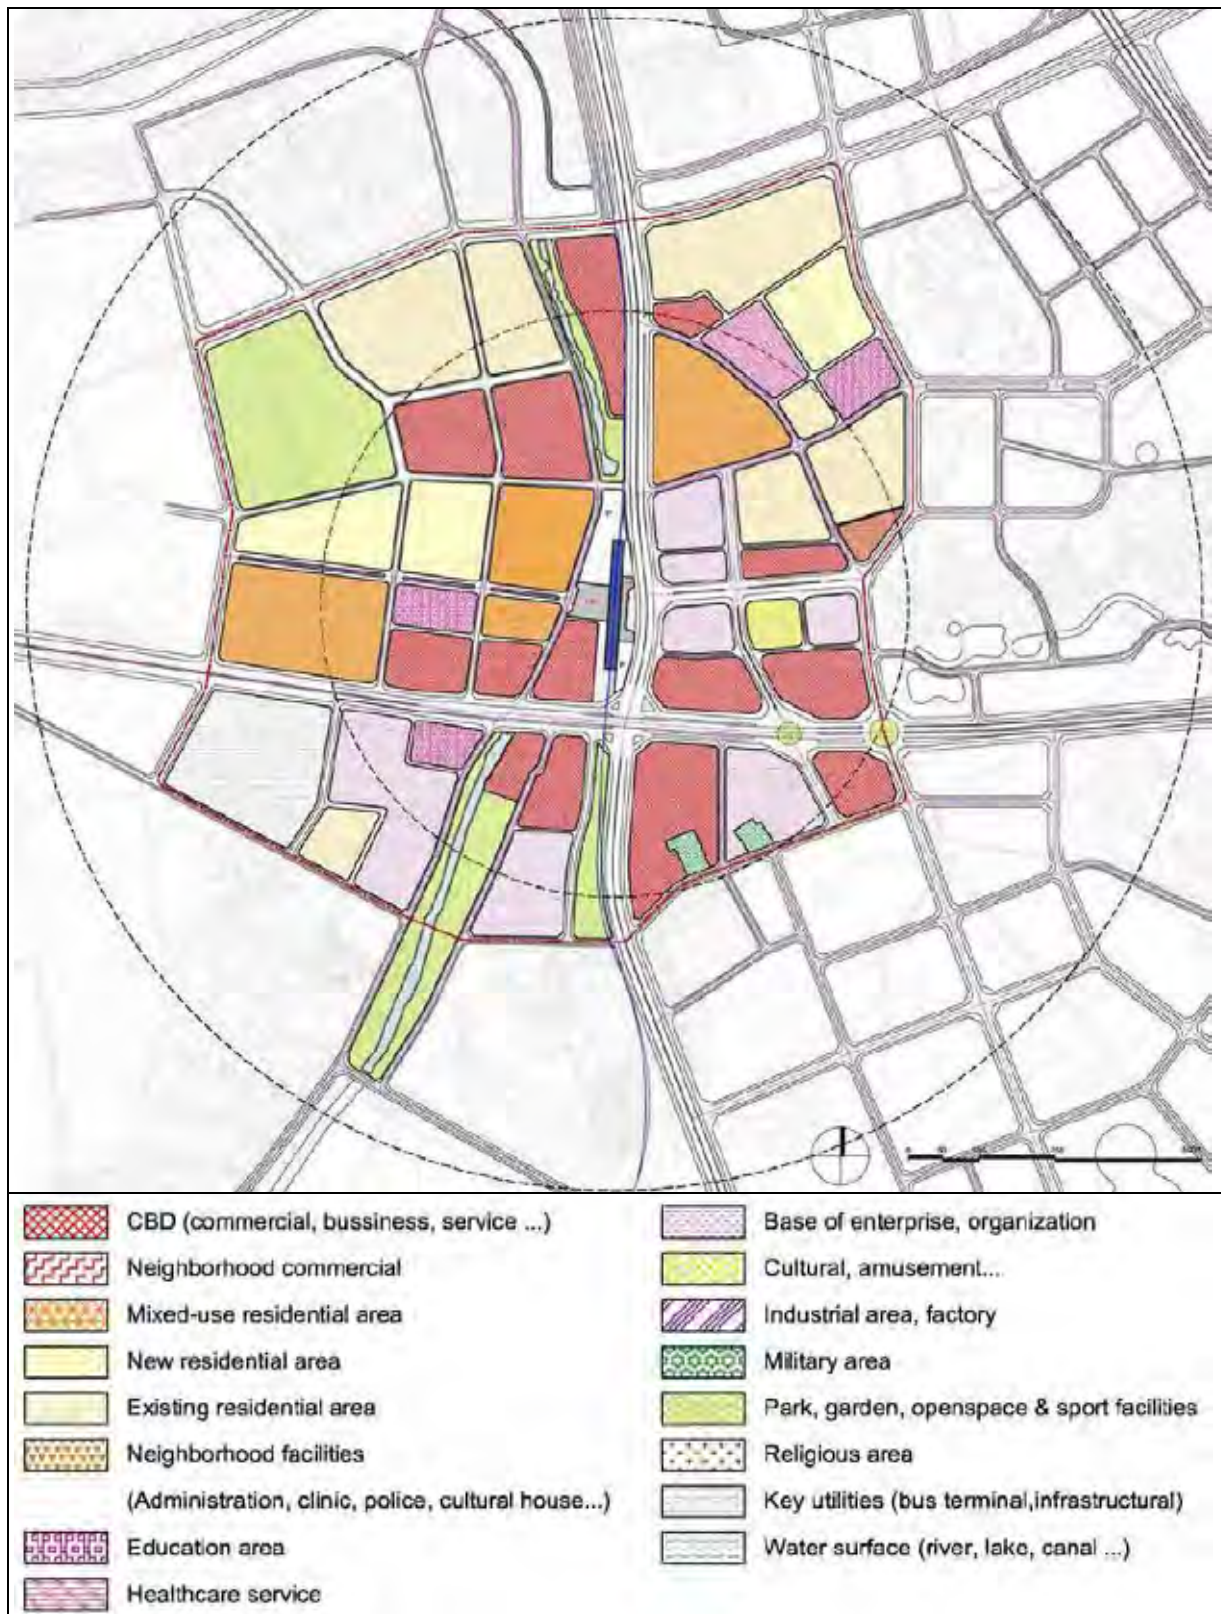 CBD (commercial, bussiness, service ...)
Neighborhood commercial
Mixed-use residential area
New residential area
Existing residential area
Neighborhood facilities
(Administration, clinic, police, cultural house...)
Education area
Healthcare service
Base of enterprise, organization
Cultural, amusement...
Industrial area, factory
Military area
Park, garden, openspace & sport facilities
Religious area
Key utilities (bus terminal,infrastructural)
Water surface (river, lake, canal ...)